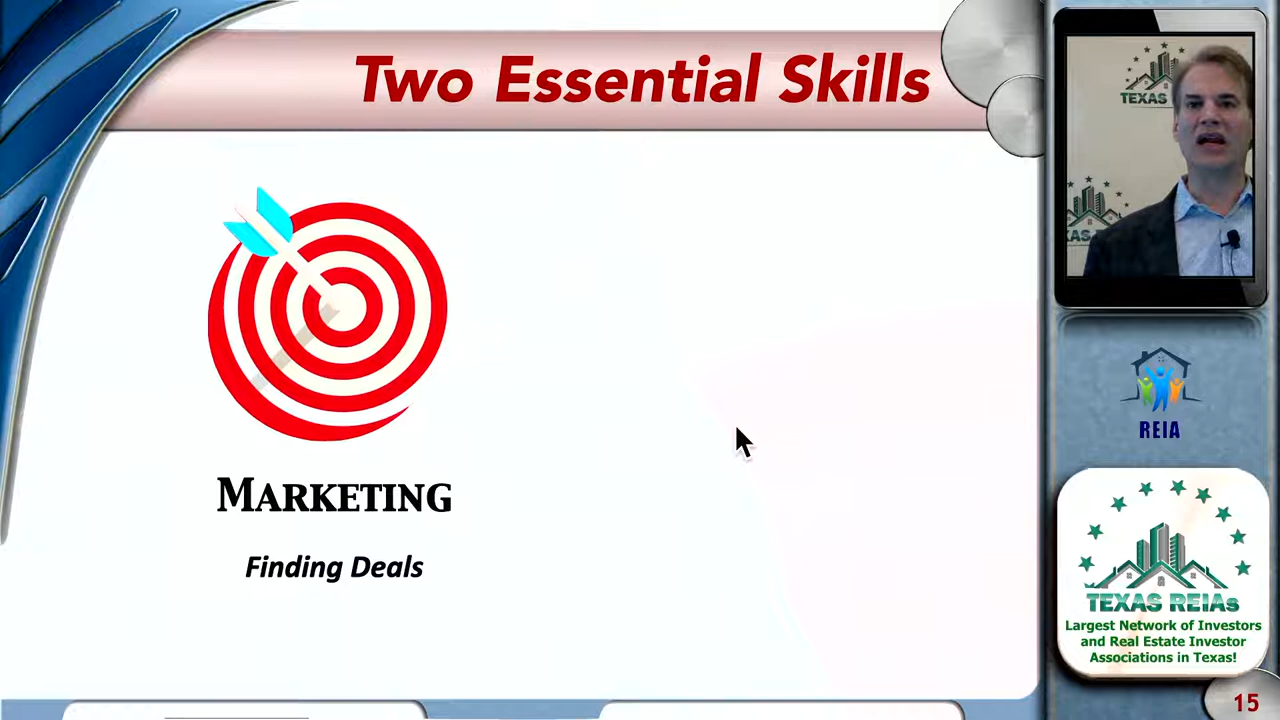 Two Essential Skills
MARKETING
Finding Deals
TEXAS
REIA
TEXAS REIAs
Largest Network of Investors
and Real Estate Investor
Associations in Texas!
15